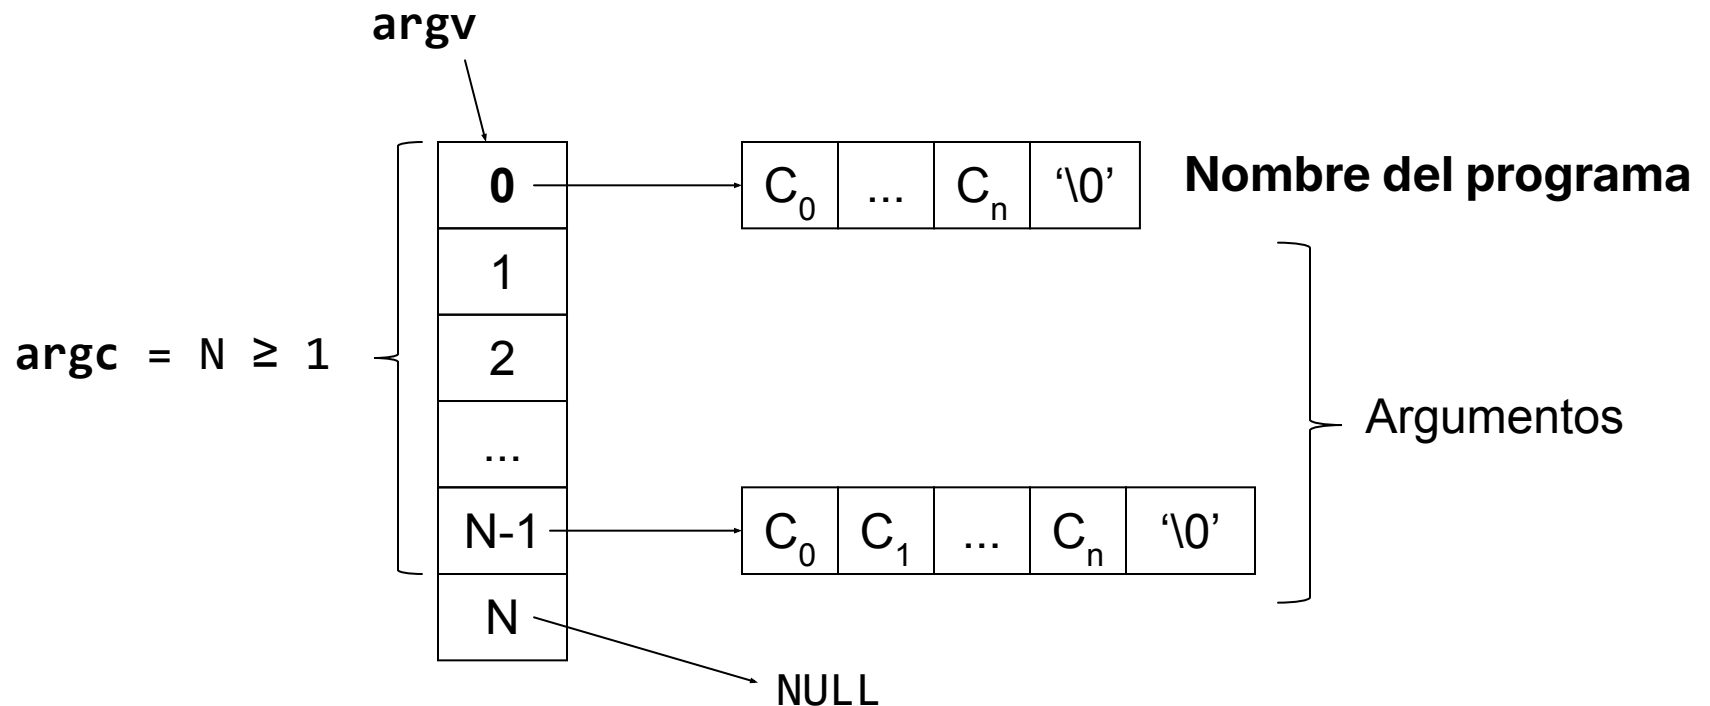 argv
0
C0 ... Cn ‘\0’
Nombre del programa
1
argc = N ≥ 1
2
...
Argumentos
N-1
C0 C1 ... Cn ‘\0’
N
NULL